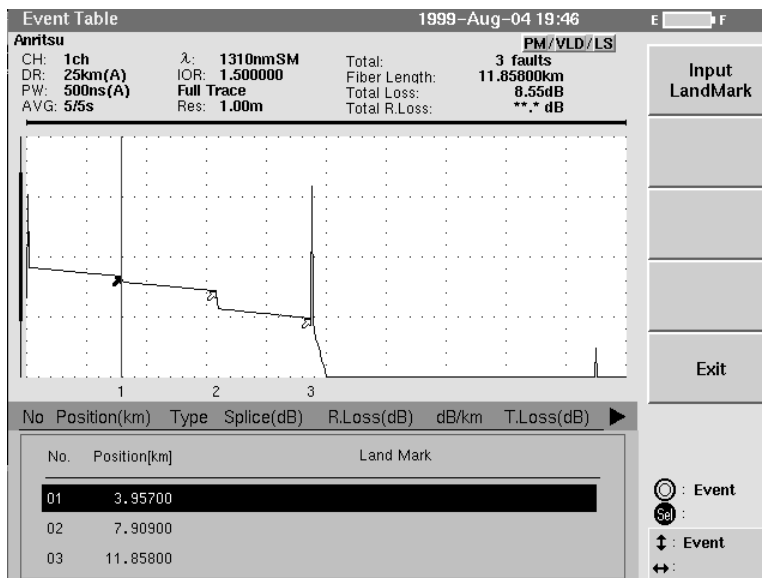 Event Table 1999-Aug-04 19:46 E F
Anritsu PM/VLD/LS
CH: 1ch λ: 1310nmSM Total: 3 faults
DR: 25km(A) IOR: 1.500000 Fiber Length: 11.85800km
PW: 500ns(A) Full Trace Total Loss: 8.55dB
AVG: 5/5s Res: 1.00m Total R.Loss: **.* dB
Input
LandMark
1 2 3
Exit
No Position(km) Type Splice(dB) R.Loss(dB) dB/km T.Loss(dB) ▶
No. Position[km] Land Mark
01 3.95700
02 7.90900
03 11.85800
◎ : Event
Sel :
↕ : Event
↔ :